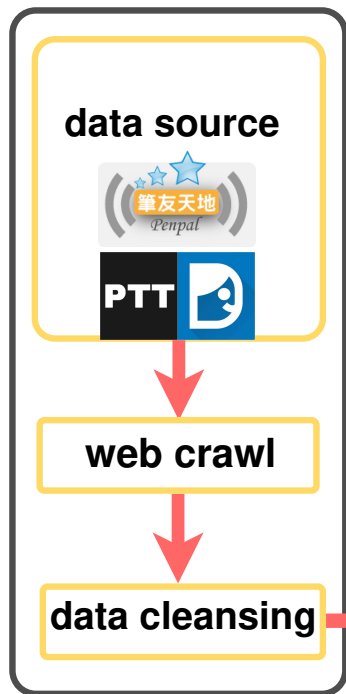 data source
筆友天地
Penpal
PTT
web crawl
data cleansing